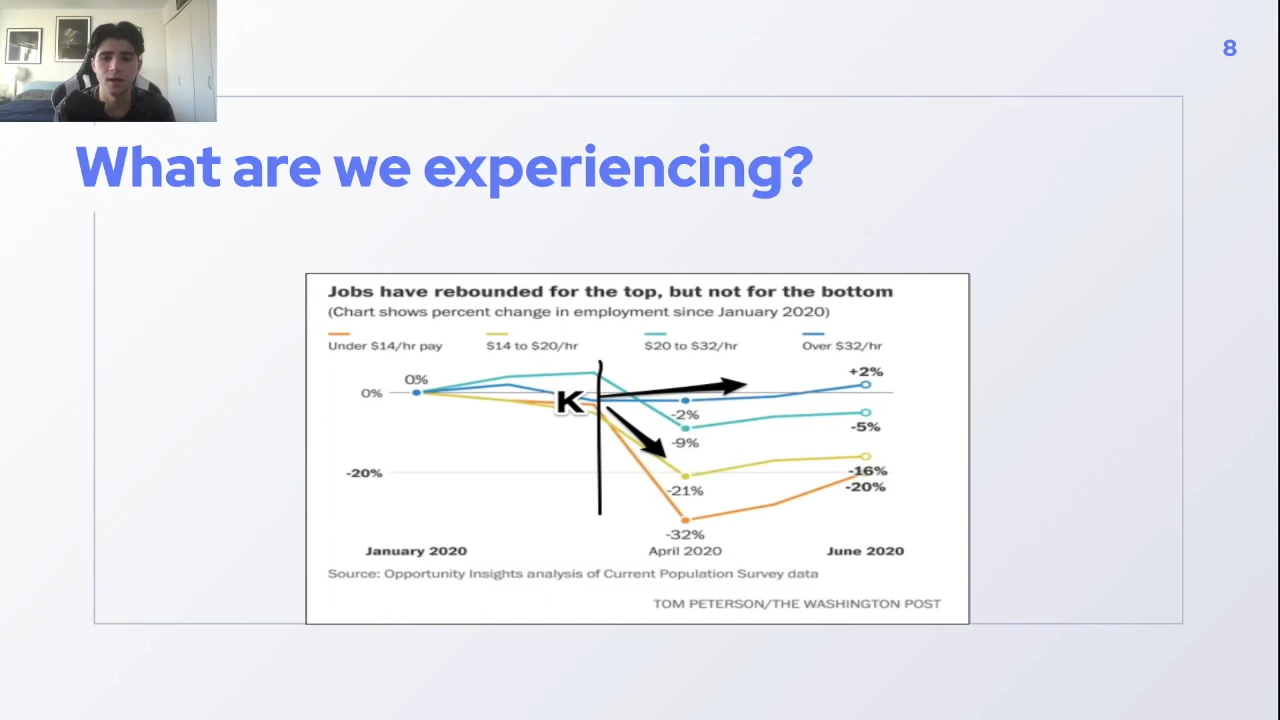 8
What are we experiencing?
Jobs have rebounded for the top, but not for the bottom
(Chart shows percent change in employment since January 2020)
Under $14/hr pay $14 to $20/hr $20 to $32/hr Over $32/hr
+2%
0%
0%
K
-2%
-5%
-9%
-20%
-16%
-20%
-21%
-32%
January 2020 April 2020 June 2020
Source: Opportunity Insights analysis of Current Population Survey data
TOM PETERSON/THE WASHINGTON POST